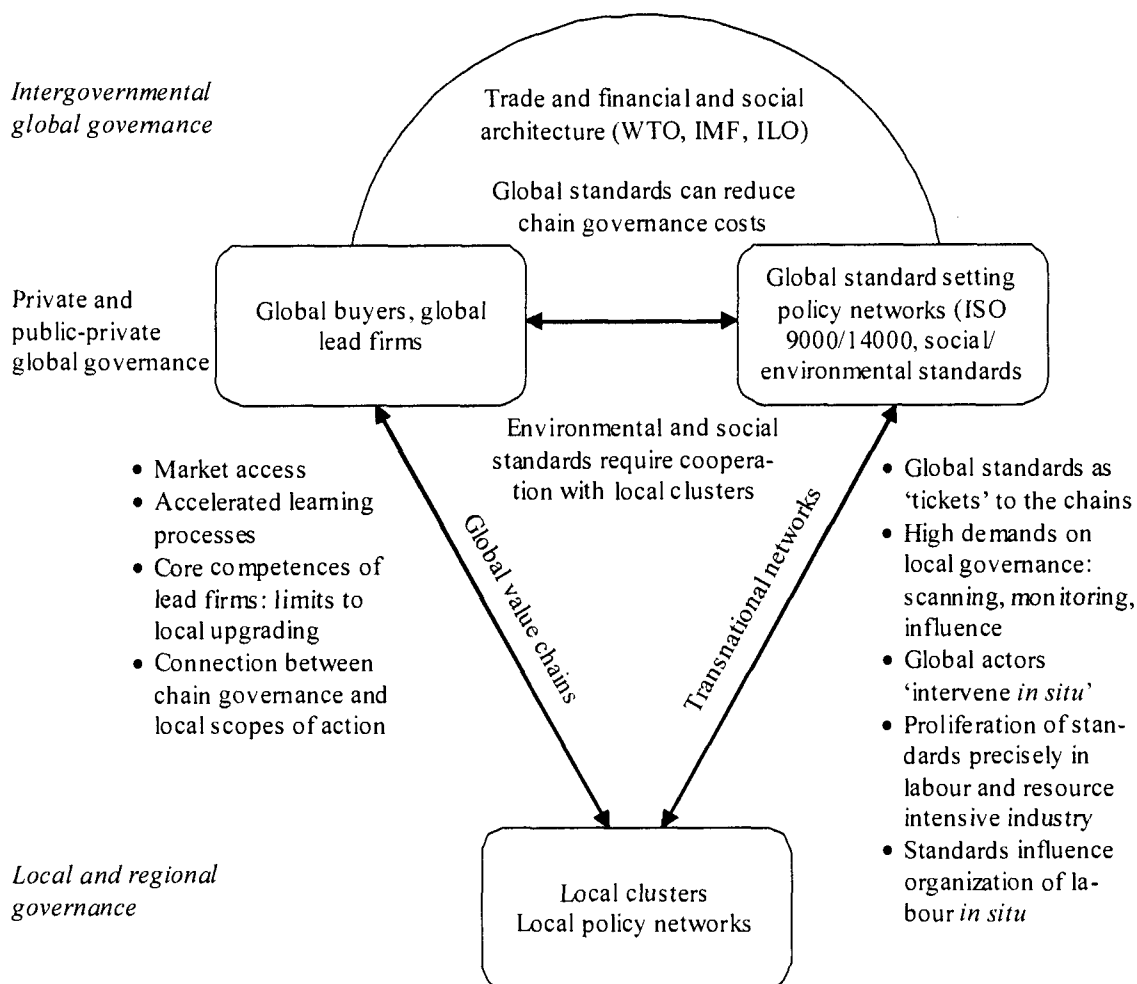 Intergovernmental
global governance
Trade and financial and social
architecture (WTO, IMF, ILO)
Global standards can reduce
chain governance costs
Private and
public-private
global governance
Global buyers, global
lead firms
Global standard setting
policy networks (ISO
9000/14000, social/
environmental standards
Environmental and social
standards require coopera-
tion with local clusters
• Market access
• Accelerated learning
processes
• Core competences of
lead firms: limits to
local upgrading
• Connection between
chain governance and
local scopes of action
Global value chains
Transnational networks
• Global standards as
‘tickets’ to the chains
• High demands on
local governance:
scanning, monitoring,
influence
• Global actors
‘intervene in situ’
• Proliferation of stan-
dards precisely in
labour and resource
intensive industry
• Standards influence
organization of la-
bour in situ
Local and regional
governance
Local clusters
Local policy networks